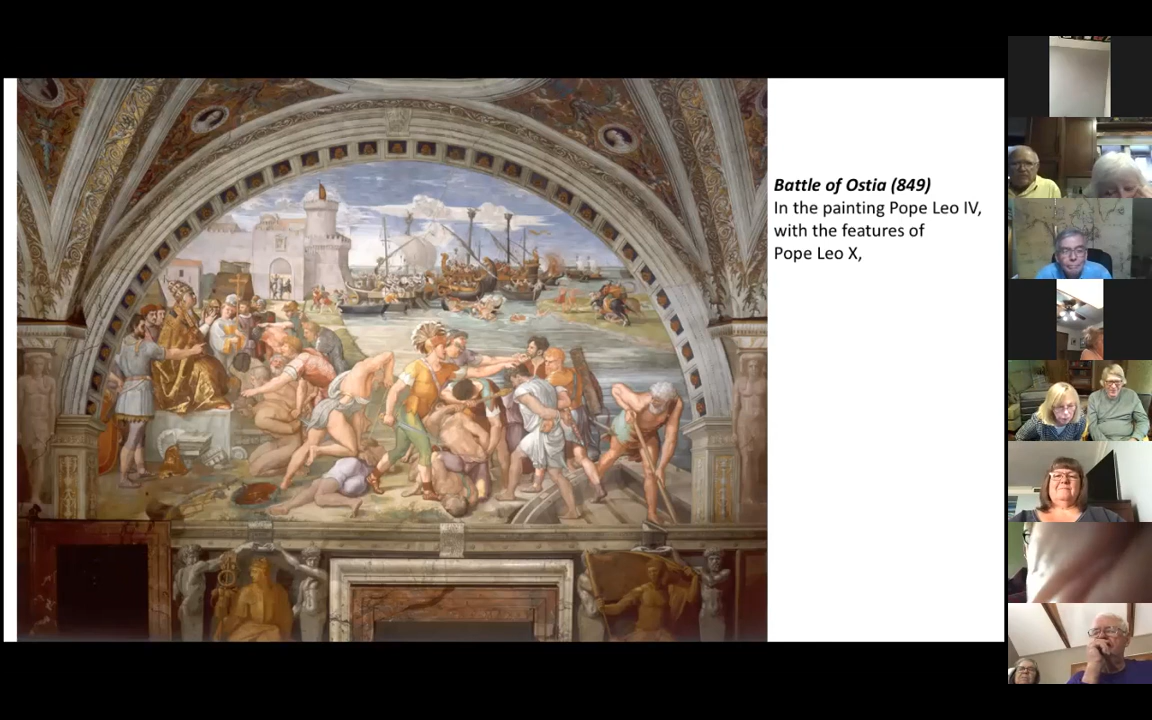 Battle of Ostia (849)
In the painting Pope Leo IV,
with the features of
Pope Leo X,